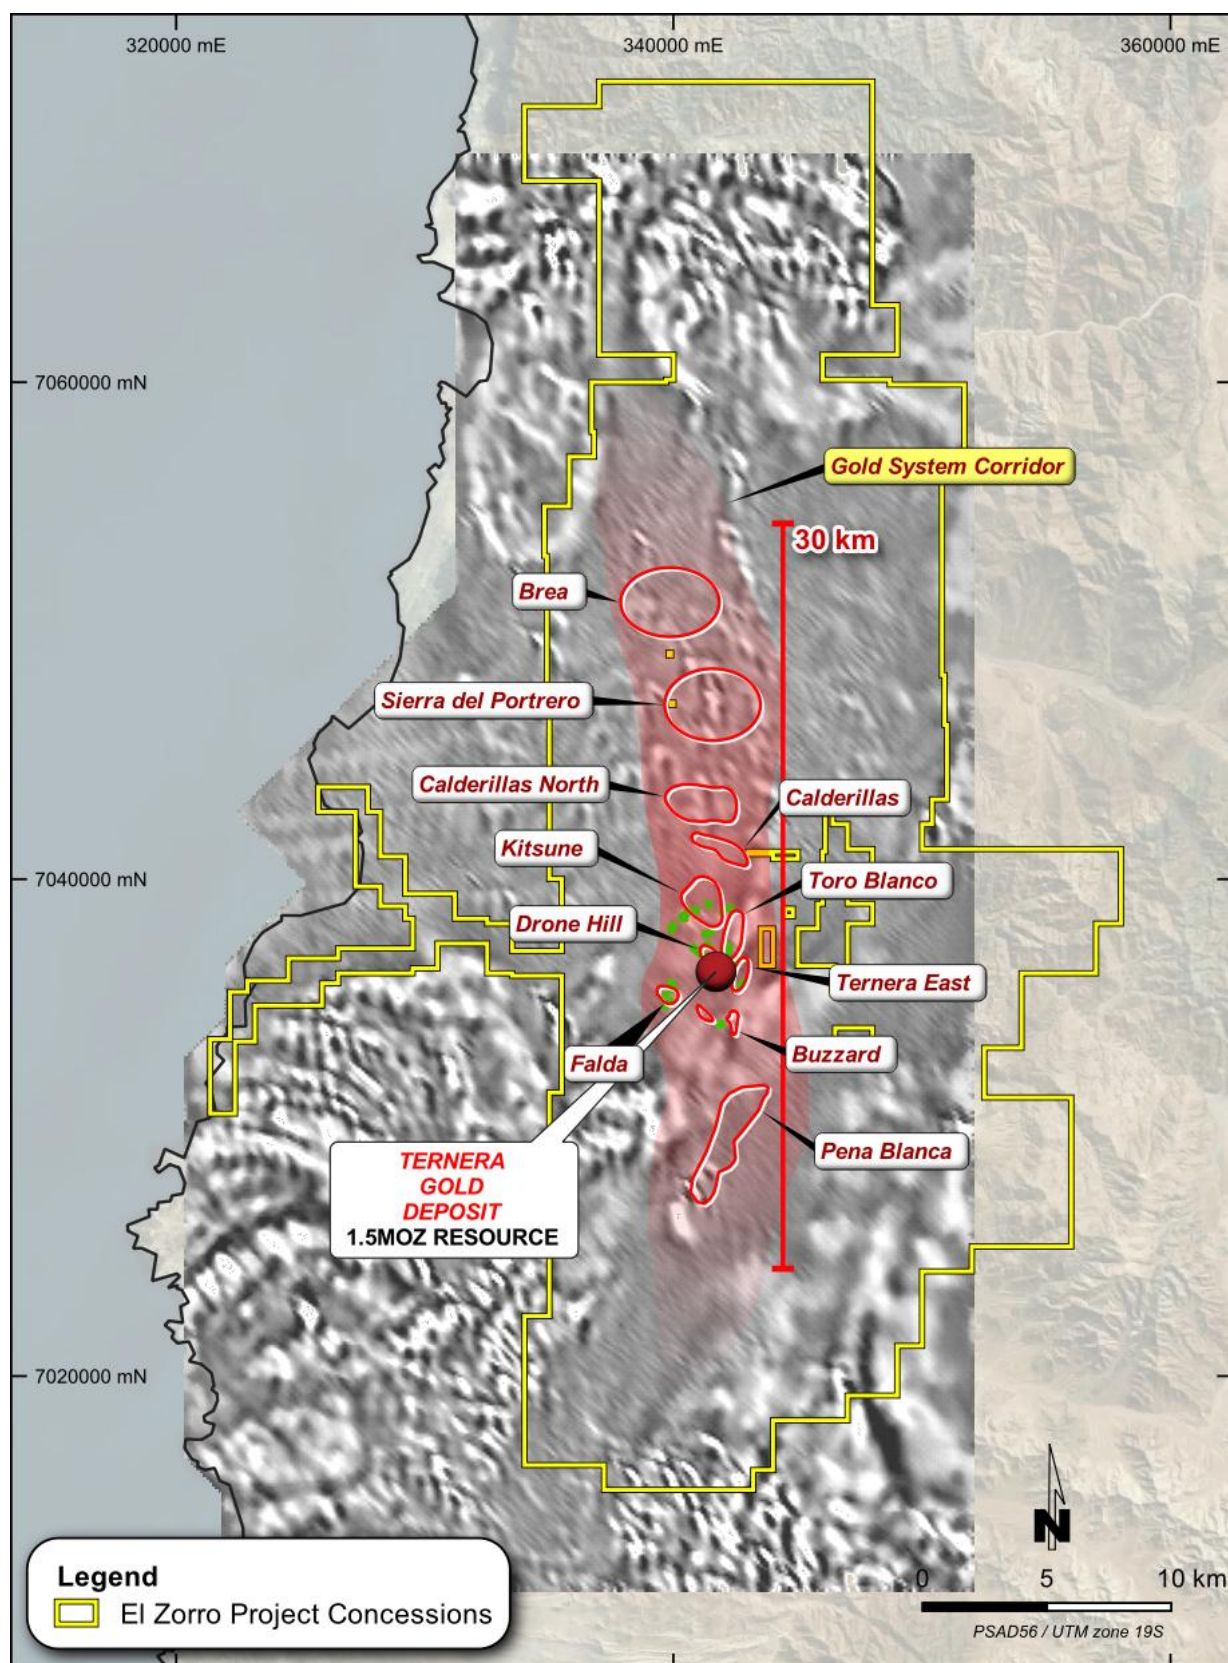 320000 mE
340000 mE
360000 mE
7060000 mN
Gold System Corridor
30 km
Brea
Sierra del Portrero
Calderillas North
Calderillas
Kitsune
7040000 mN
Toro Blanco
Drone Hill
Ternera East
Buzzard
Falda
Pena Blanca
TERNERA
GOLD
DEPOSIT
1.5MOZ RESOURCE
7020000 mN
N
Legend
El Zorro Project Concessions
0 5 10 km
PSAD56 / UTM zone 19S